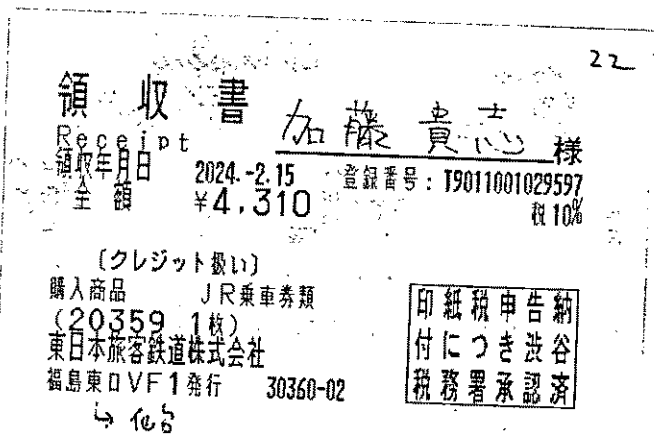 22
領収書
Receipt
加藤貴志 様
領収年月日 2024.-2.15 登録番号：T9011001029597
金額 ¥4,310 税10%
（クレジット扱い）
購入商品 JR乗車券類
（20359 1枚）
東日本旅客鉄道株式会社
福島東口VF1発行 30360-02
印紙税申告納
付につき渋谷
税務署承認済
↳ 仙台